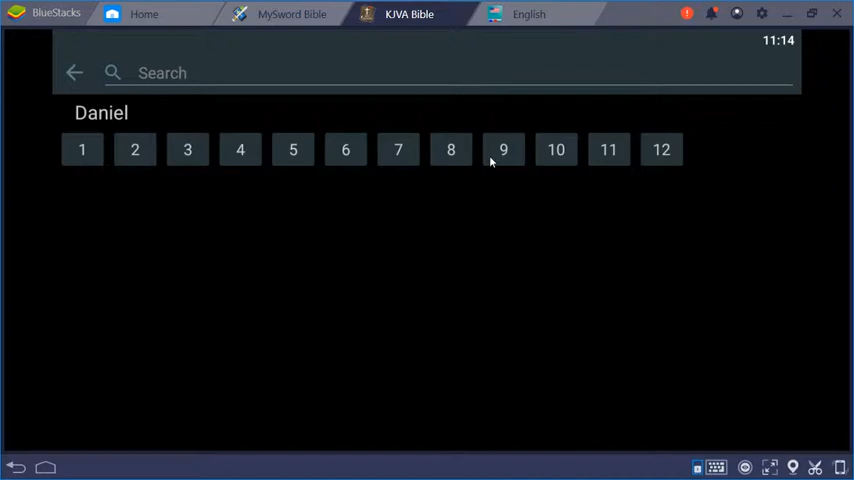 BlueStacks Home MySword Bible KJVA Bible English
11:14
Search
Daniel
1 2 3 4 5 6 7 8 9 10 11 12